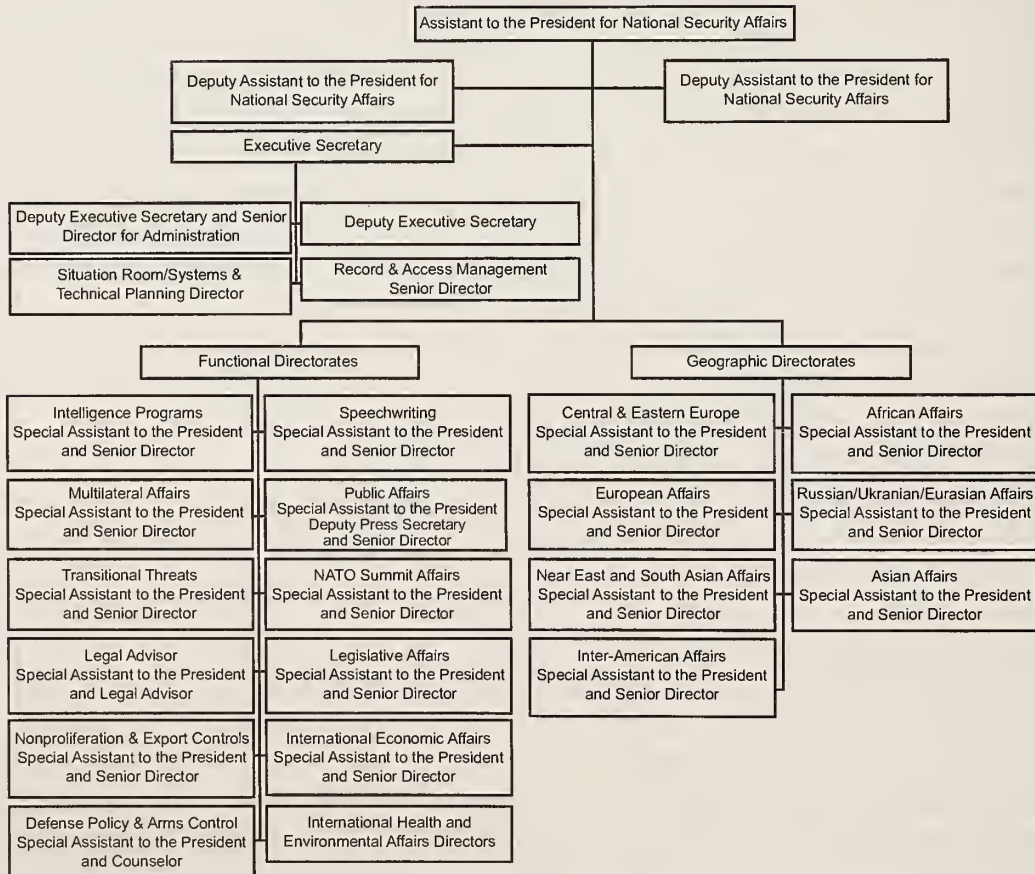 Assistant to the President for National Security Affairs
Deputy Assistant to the President for
National Security Affairs
Deputy Assistant to the President for
National Security Affairs
Executive Secretary
Deputy Executive Secretary and Senior
Director for Administration
Deputy Executive Secretary
Situation Room/Systems &
Technical Planning Director
Record & Access Management
Senior Director
Functional Directorates
Geographic Directorates
Intelligence Programs
Special Assistant to the President
and Senior Director
Speechwriting
Special Assistant to the President
and Senior Director
Central & Eastern Europe
Special Assistant to the President
and Senior Director
African Affairs
Special Assistant to the President
and Senior Director
Multilateral Affairs
Special Assistant to the President
and Senior Director
Public Affairs
Special Assistant to the President
Deputy Press Secretary
and Senior Director
European Affairs
Special Assistant to the President
and Senior Director
Russian/Ukranian/Eurasian Affairs
Special Assistant to the President
and Senior Director
Transitional Threats
Special Assistant to the President
and Senior Director
NATO Summit Affairs
Special Assistant to the President
and Senior Director
Near East and South Asian Affairs
Special Assistant to the President
and Senior Director
Asian Affairs
Special Assistant to the President
and Senior Director
Legal Advisor
Special Assistant to the President
and Legal Advisor
Legislative Affairs
Special Assistant to the President
and Senior Director
Inter-American Affairs
Special Assistant to the President
and Senior Director
Nonproliferation & Export Controls
Special Assistant to the President
and Senior Director
International Economic Affairs
Special Assistant to the President
and Senior Director
Defense Policy & Arms Control
Special Assistant to the President
and Counselor
International Health and
Environmental Affairs Directors